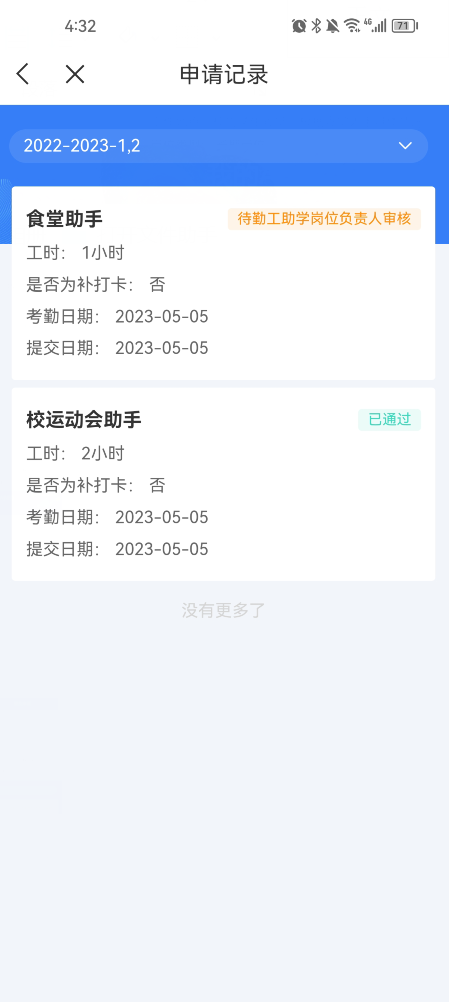 4:32
4G
71
申请记录
2022-2023-1,2
食堂助手
待勤工助学岗位负责人审核
工时： 1小时
是否为补打卡： 否
考勤日期： 2023-05-05
提交日期： 2023-05-05
校运动会助手
已通过
工时： 2小时
是否为补打卡： 否
考勤日期： 2023-05-05
提交日期： 2023-05-05
没有更多了